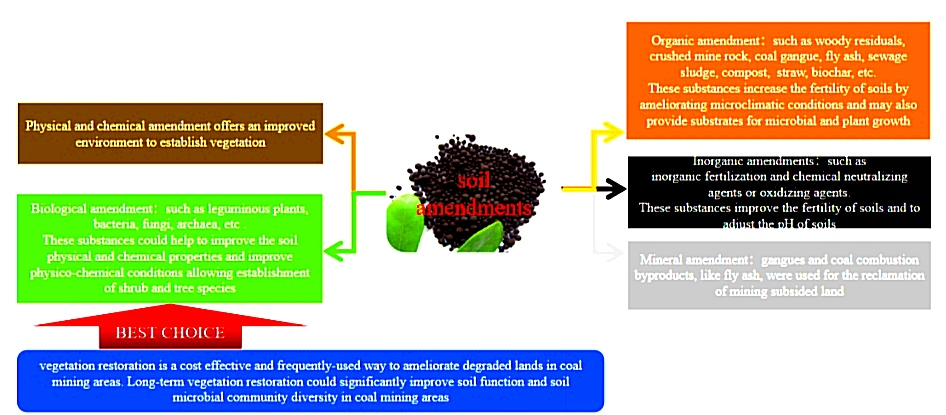 Organic amendment：such as woody residuals,
crushed mine rock, coal gangue, fly ash, sewage
sludge, compost, straw, biochar, etc.
These substances increase the fertility of soils by
ameliorating microclimatic conditions and may also
provide substrates for microbial and plant growth
Physical and chemical amendment offers an improved
environment to establish vegetation
soil
amendments
Inorganic amendments：such as
inorganic fertilization and chemical neutralizing
agents or oxidizing agents.
These substances improve the fertility of soils and to
adjust the pH of soils
Biological amendment：such as leguminous plants,
bacteria, fungi, archaea, etc .
These substances could help to improve the soil
physical and chemical properties and improve
physico-chemical conditions allowing establishment
of shrub and tree species
Mineral amendment：gangues and coal combustion
byproducts, like fly ash, were used for the reclamation
of mining subsided land
BEST CHOICE
vegetation restoration is a cost effective and frequently-used way to ameliorate degraded lands in coal
mining areas. Long-term vegetation restoration could significantly improve soil function and soil
microbial community diversity in coal mining areas